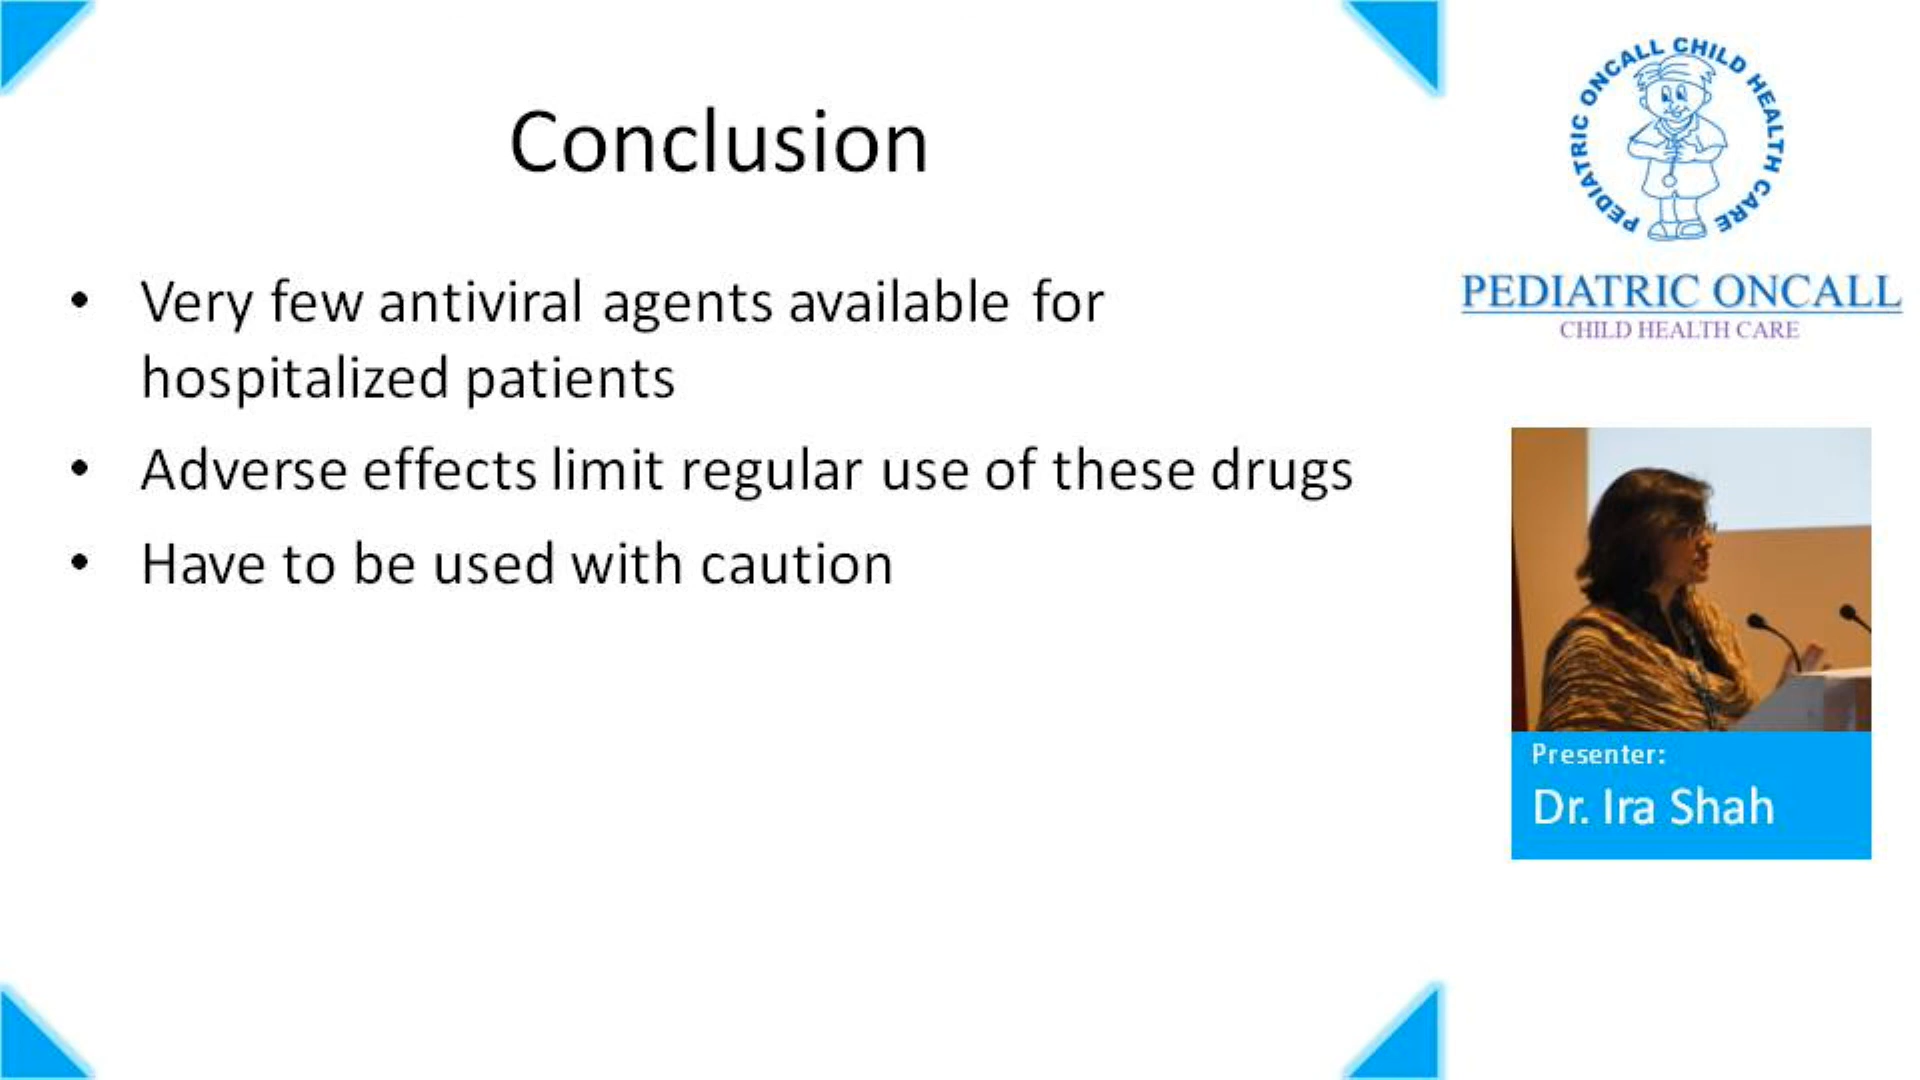 Conclusion
• Very few antiviral agents available for
hospitalized patients
• Adverse effects limit regular use of these drugs
• Have to be used with caution
PEDIATRIC ONCALL CHILD HEALTH CARE
PEDIATRIC ONCALL
CHILD HEALTH CARE
Presenter:
Dr. Ira Shah